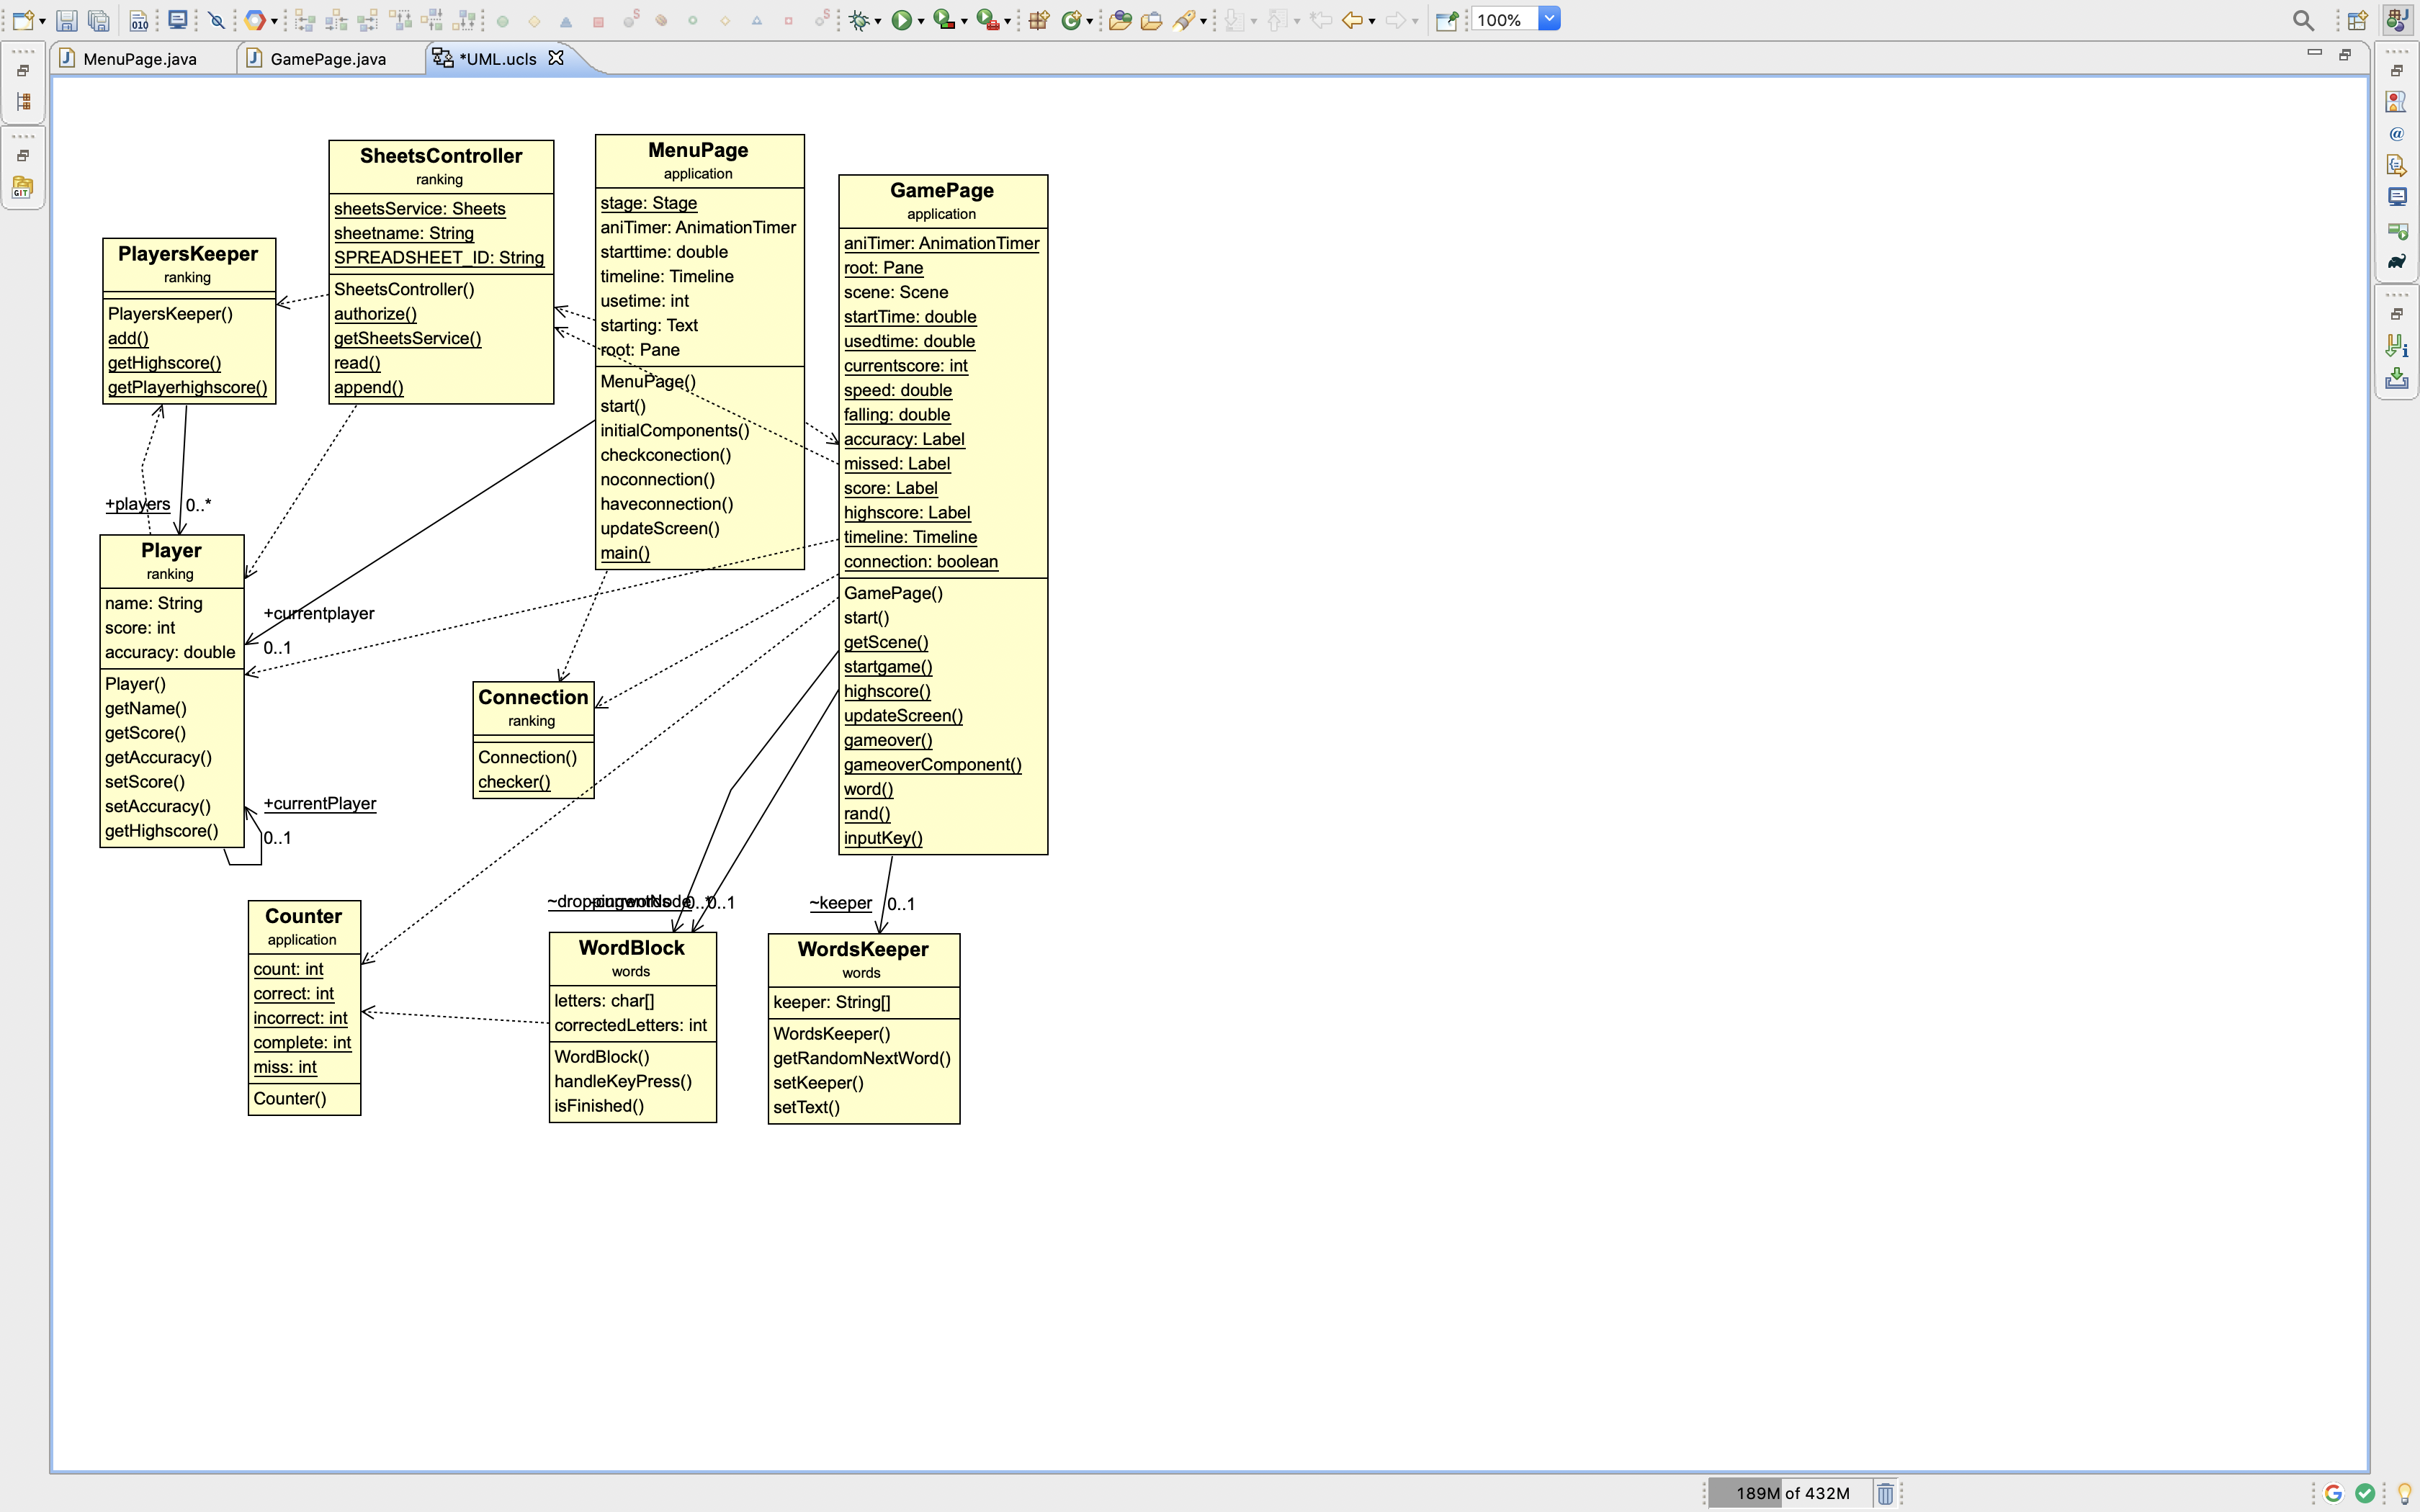 100%
MenuPage.java
GamePage.java
*UML.ucls
SheetsController
ranking
sheetsService: Sheets
sheetname: String
SPREADSHEET_ID: String
SheetsController()
authorize()
getSheetsService()
read()
append()
MenuPage
application
stage: Stage
aniTimer: AnimationTimer
starttime: double
timeline: Timeline
usetime: int
starting: Text
root: Pane
MenuPage()
start()
initialComponents()
checkconection()
noconnection()
haveconnection()
updateScreen()
main()
GamePage
application
aniTimer: AnimationTimer
root: Pane
scene: Scene
startTime: double
usedtime: double
currentscore: int
speed: double
falling: double
accuracy: Label
missed: Label
score: Label
highscore: Label
timeline: Timeline
connection: boolean
GamePage()
start()
getScene()
startgame()
highscore()
updateScreen()
gameover()
gameoverComponent()
word()
rand()
inputKey()
PlayersKeeper
ranking
PlayersKeeper()
add()
getHighscore()
getPlayerhighscore()
+players 0..*
Player
ranking
name: String
score: int
accuracy: double
Player()
getName()
getScore()
getAccuracy()
setScore()
setAccuracy()
getHighscore()
+currentplayer
0..1
+currentPlayer
0..1
Connection
ranking
Connection()
checker()
Counter
application
count: int
correct: int
incorrect: int
complete: int
miss: int
Counter()
0..1
WordBlock
words
letters: char[]
correctedLetters: int
WordBlock()
handleKeyPress()
isFinished()
~keeper 0..1
WordsKeeper
words
keeper: String[]
WordsKeeper()
getRandomNextWord()
setKeeper()
setText()
189M of 432M